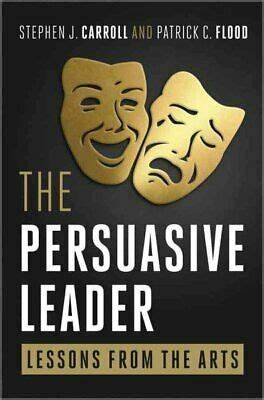 STEPHEN J. CARROLL AND PATRICK C. FLOOD
THE
PERSUASIVE
LEADER
LESSONS FROM THE ARTS